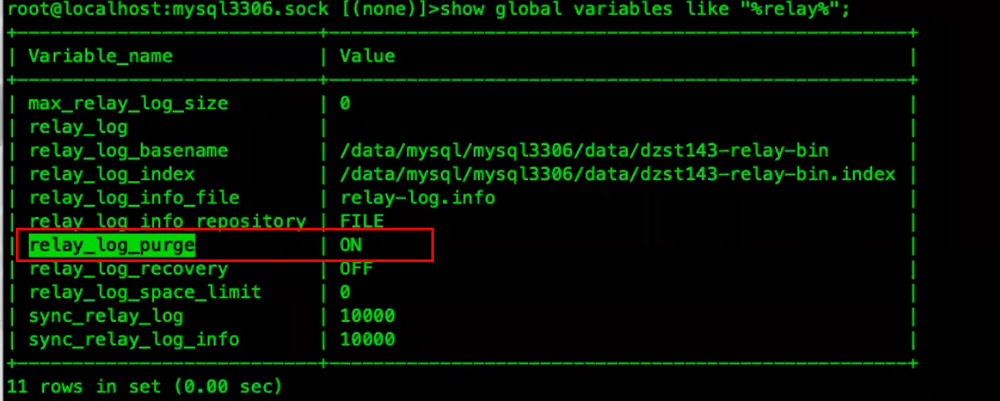 root@localhost:mysql3306.sock [(none)]>show global variables like "%relay%";
+---------------------------+-----------------------------------------------------+
| Variable_name | Value |
+---------------------------+-----------------------------------------------------+
| max_relay_log_size | 0 |
| relay_log | |
| relay_log_basename | /data/mysql/mysql3306/data/dzst143-relay-bin |
| relay_log_index | /data/mysql/mysql3306/data/dzst143-relay-bin.index |
| relay_log_info_file | relay-log.info |
| relay_log_info_repository | FILE |
| relay_log_purge | ON |
| relay_log_recovery | OFF |
| relay_log_space_limit | 0 |
| sync_relay_log | 10000 |
| sync_relay_log_info | 10000 |
+---------------------------+-----------------------------------------------------+
11 rows in set (0.00 sec)